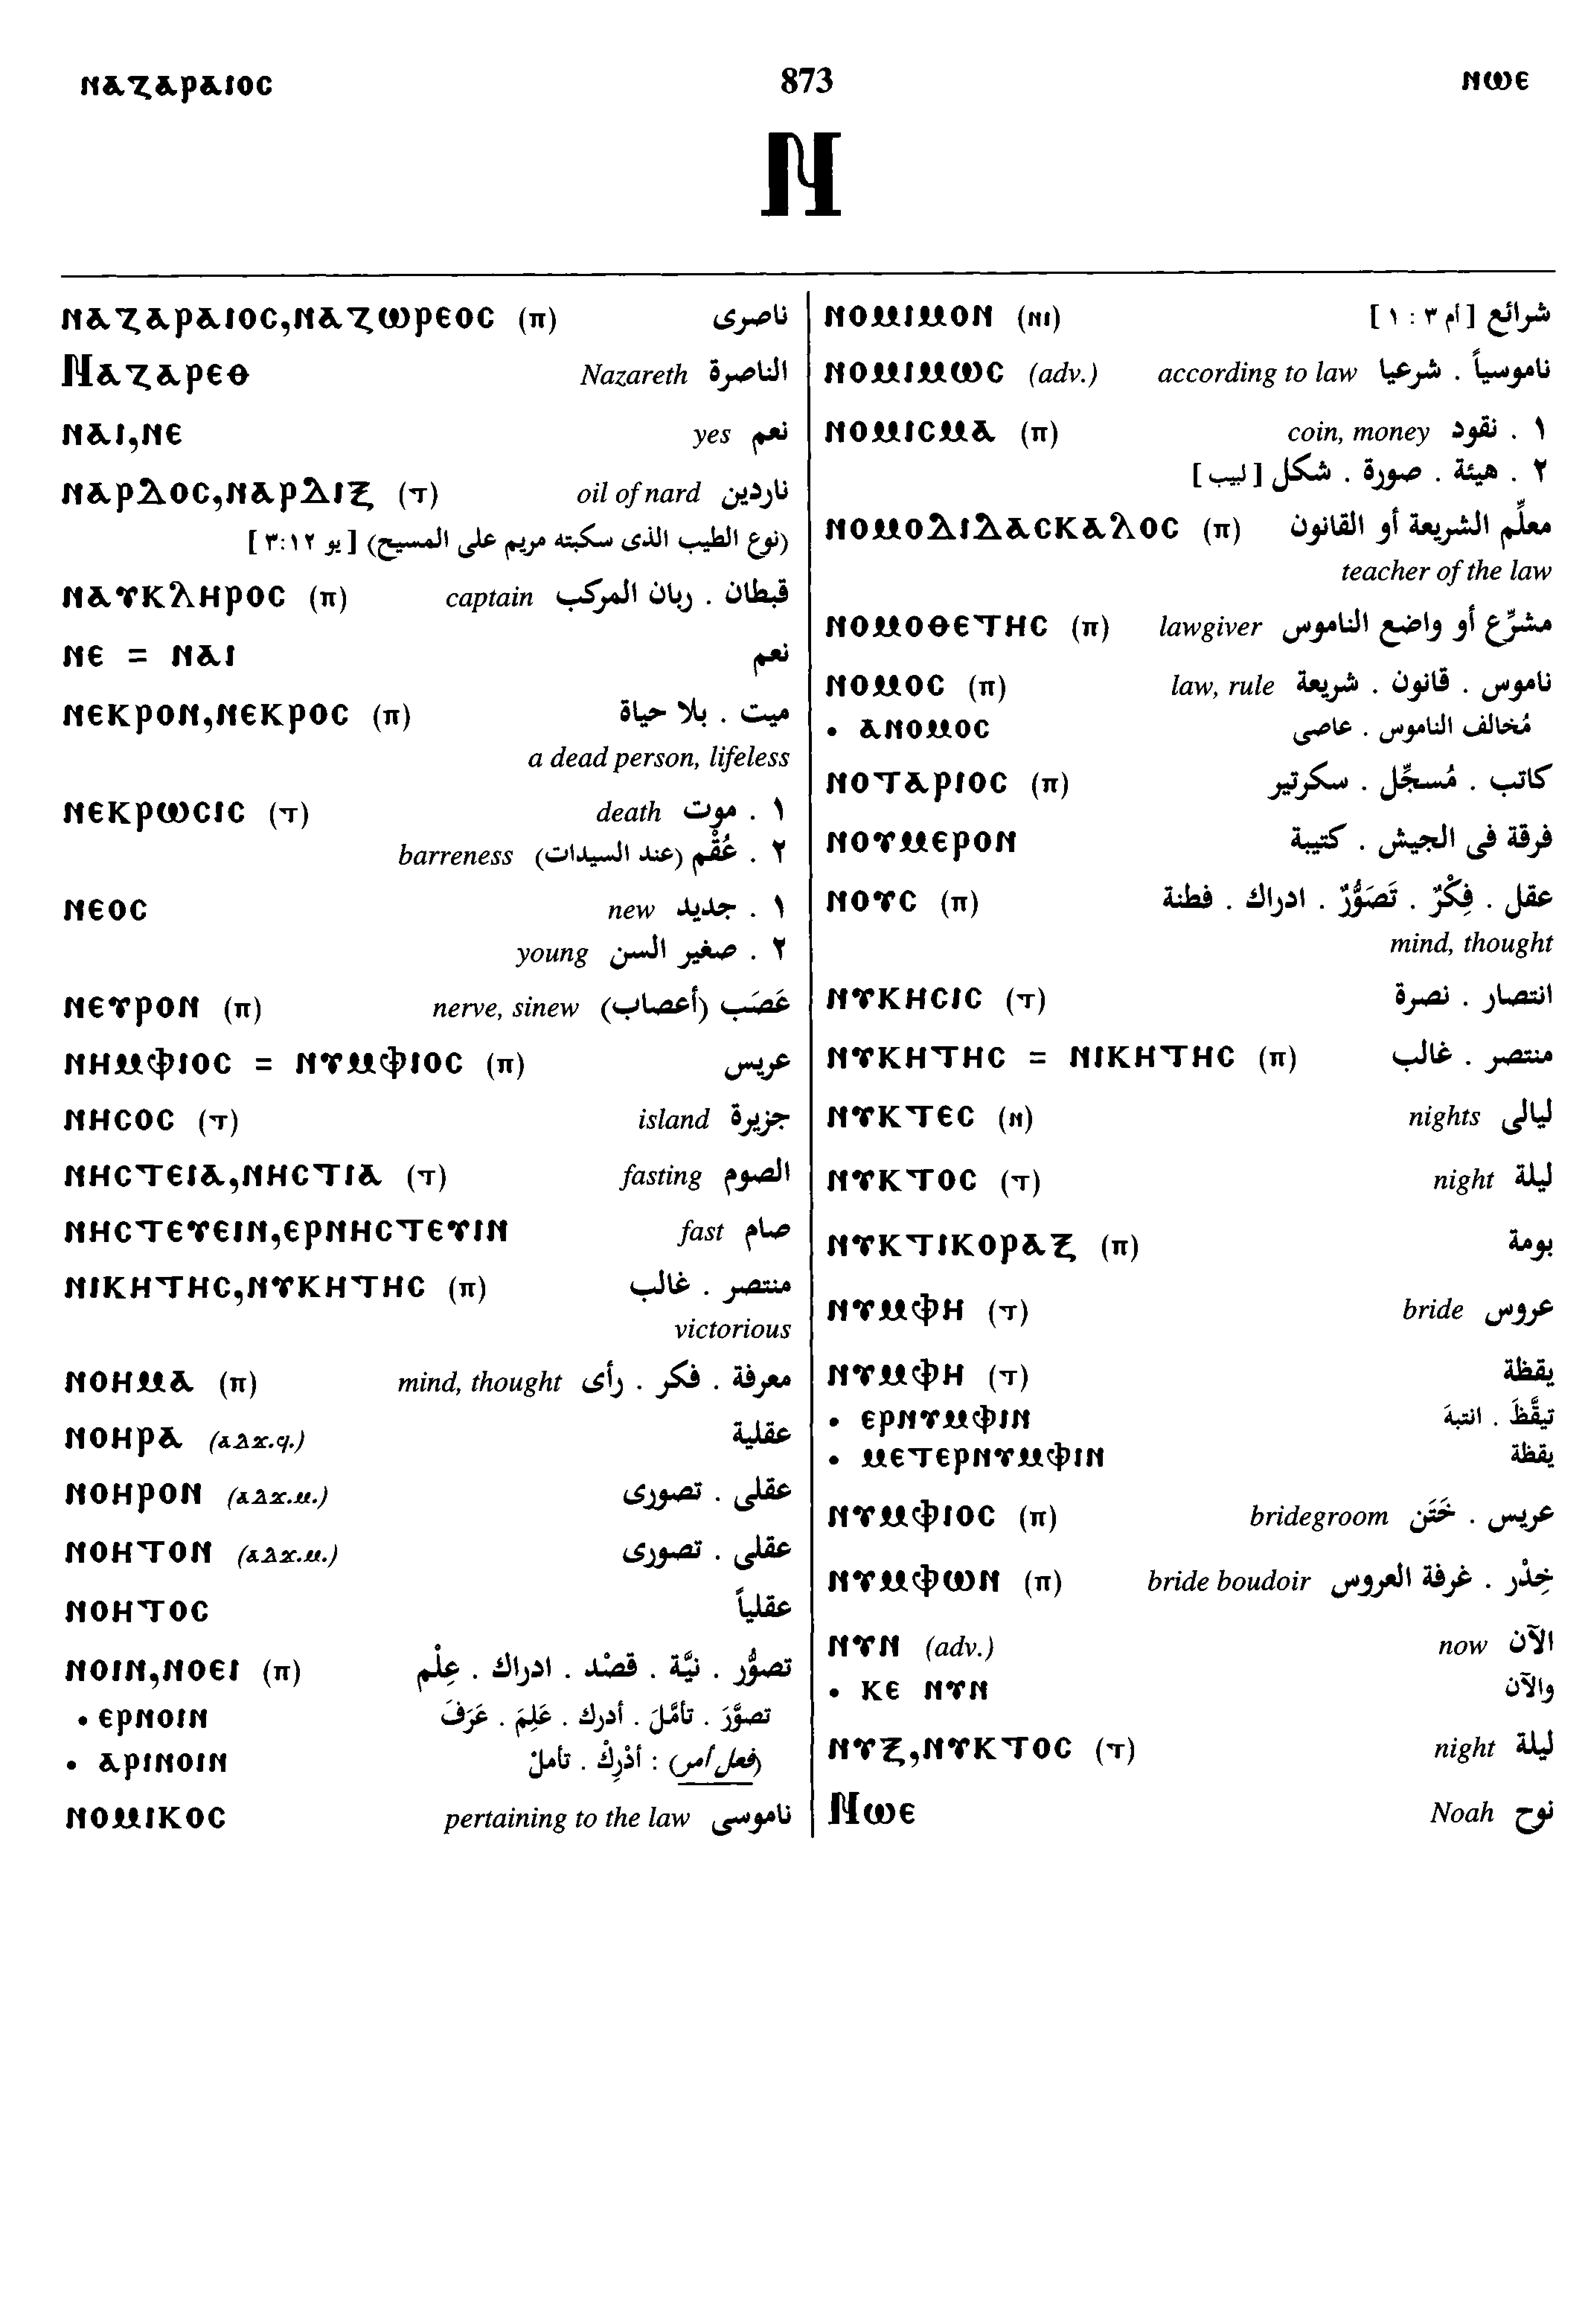 ⲛⲁⲍⲁⲣⲁⲓⲟⲥ 873 ⲛⲱⲉ
Ⲛ
ⲛⲁⲍⲁⲣⲁⲓⲟⲥ,ⲛⲁⲍⲱⲣⲉⲟⲥ (ⲡ) ناصرى
Ⲛⲁⲍⲁⲣⲉⲑ Nazareth الناصرة
ⲛⲁⲓ,ⲛⲉ yes نعم
ⲛⲁⲣⲇⲟⲥ,ⲛⲁⲣⲇⲓⲝ (ⲧ) oil of nard ناردين
(نوع الطيب الذى سكبته مريم على المسيح) [ يو ٣:١٢ ]
ⲛⲁⲩⲕⲗⲏⲣⲟⲥ (ⲡ) captain قبطان . ربان المركب
ⲛⲉ = ⲛⲁⲓ نعم
ⲛⲉⲕⲣⲟⲛ,ⲛⲉⲕⲣⲟⲥ (ⲡ) ميت . بلا حياة
a dead person, lifeless
ⲛⲉⲕⲣⲱⲥⲓⲥ (ⲧ) death ١ . موت
barreness ٢ . عُقْم (عند السيدات)
ⲛⲉⲟⲥ new ١ . جديد
young ٢ . صغير السن
ⲛⲉⲩⲣⲟⲛ (ⲡ) nerve, sinew عَصَب (أعصاب)
ⲛⲏⲙⲫⲓⲟⲥ = ⲛⲩⲙⲫⲓⲟⲥ (ⲡ) عريس
ⲛⲏⲥⲟⲥ (ⲧ) island جزيرة
ⲛⲏⲥⲧⲉⲓⲁ,ⲛⲏⲥⲧⲓⲁ (ⲧ) fasting الصوم
ⲛⲏⲥⲧⲉⲩⲉⲓⲛ,ⲉⲣⲛⲏⲥⲧⲉⲩⲓⲛ fast صام
ⲛⲓⲕⲏⲧⲏⲥ,ⲛⲩⲕⲏⲧⲏⲥ (ⲡ) منتصر . غالب
victorious
ⲛⲟⲏⲙⲁ (ⲡ) mind, thought معرفة . فكر . رأى
ⲛⲟⲏⲣⲁ (ⲁⲇϫ.ϥ.) عقلية
ⲛⲟⲏⲣⲟⲛ (ⲁⲇϫ.ⲙ.) عقلى . تصورى
ⲛⲟⲏⲧⲟⲛ (ⲁⲇϫ.ⲙ.) عقلى . تصورى
ⲛⲟⲏⲧⲟⲥ عقلياً
ⲛⲟⲓⲛ,ⲛⲟⲉⲓ (ⲡ) تصوُّر . نيَّة . قصْد . ادراك . عِلْم
• ⲉⲣⲛⲟⲓⲛ تصوَّرَ . تأمَّلَ . أدرك . عَلِمَ . عَرَفَ
• ⲁⲣⲓⲛⲟⲓⲛ (فعل أمر) : أدْرِكْ . تأملْ
ⲛⲟⲙⲓⲕⲟⲥ pertaining to the law ناموسى
ⲛⲟⲙⲓⲙⲟⲛ (ⲛⲓ) شرائع [ أم ٣ : ١ ]
ⲛⲟⲙⲓⲙⲱⲥ (adv.) according to law ناموسياً . شرعيا
ⲛⲟⲙⲓⲥⲙⲁ (ⲡ) coin, money ١ . نقود
٢ . هيئة . صورة . شكل [ لبيب ]
ⲛⲟⲙⲟⲇⲓⲇⲁⲥⲕⲁⲗⲟⲥ (ⲡ) معلِّم الشريعة أو القانون
teacher of the law
ⲛⲟⲙⲟⲑⲉⲧⲏⲥ (ⲡ) lawgiver مشرِّع أو واضع الناموس
ⲛⲟⲙⲟⲥ (ⲡ) law, rule ناموس . قانون . شريعة
• ⲁⲛⲟⲙⲟⲥ مُخالف الناموس . عاصى
ⲛⲟⲧⲁⲣⲓⲟⲥ (ⲡ) كاتب . مُسجِّل . سكرتير
ⲛⲟⲩⲙⲉⲣⲟⲛ فرقة فى الجيش . كتيبة
ⲛⲟⲩⲥ (ⲡ) عقل . فِكْرٌ . تَصَوُّرٌ . ادراك . فطنة
mind, thought
ⲛⲩⲕⲏⲥⲓⲥ (ⲧ) انتصار . نصرة
ⲛⲩⲕⲏⲧⲏⲥ = ⲛⲓⲕⲏⲧⲏⲥ (ⲡ) منتصر . غالب
ⲛⲩⲕⲧⲉⲥ (ⲛ) nights ليالى
ⲛⲩⲕⲧⲟⲥ (ⲧ) night ليلة
ⲛⲩⲕⲧⲓⲕⲟⲣⲁⲝ (ⲡ) بومة
ⲛⲩⲙⲫⲏ (ⲧ) bride عروس
ⲛⲩⲙⲫⲏ (ⲧ) يقظة
• ⲉⲣⲛⲩⲙⲫⲓⲛ تيقَّظَ . انتبهَ
• ⲙⲉⲧⲉⲣⲛⲩⲙⲫⲓⲛ يقظة
ⲛⲩⲙⲫⲓⲟⲥ (ⲡ) bridegroom عريس . خَتَن
ⲛⲩⲙⲫⲱⲛ (ⲡ) bride boudoir خِدْر . غرفة العروس
ⲛⲩⲛ (adv.) now الآن
• ⲕⲉ ⲛⲩⲛ والآن
ⲛⲩⲝ,ⲛⲩⲕⲧⲟⲥ (ⲧ) night ليلة
Ⲛⲱⲉ Noah نوح